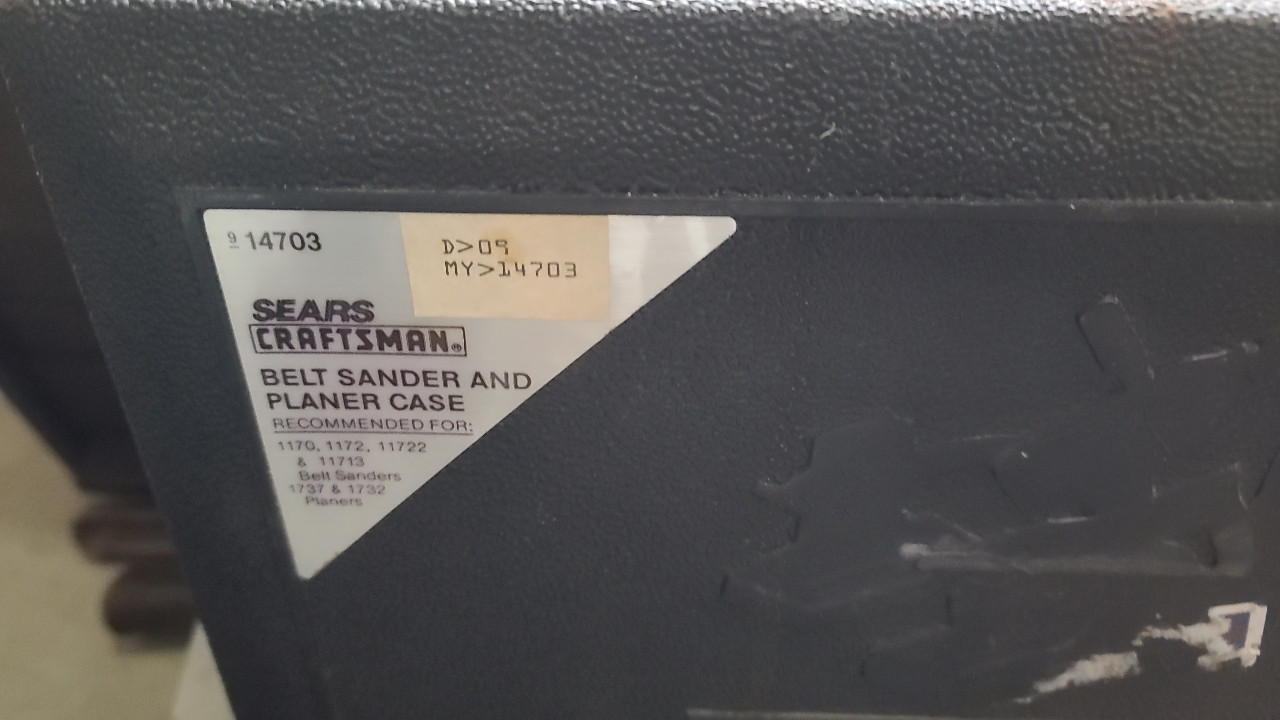 9 14703
D>09
MY>14703
SEARS
CRAFTSMAN®
BELT SANDER AND
PLANER CASE
RECOMMENDED FOR:
1170, 1172, 11722
& 11713
Belt Sanders
1737 & 1732
Planers